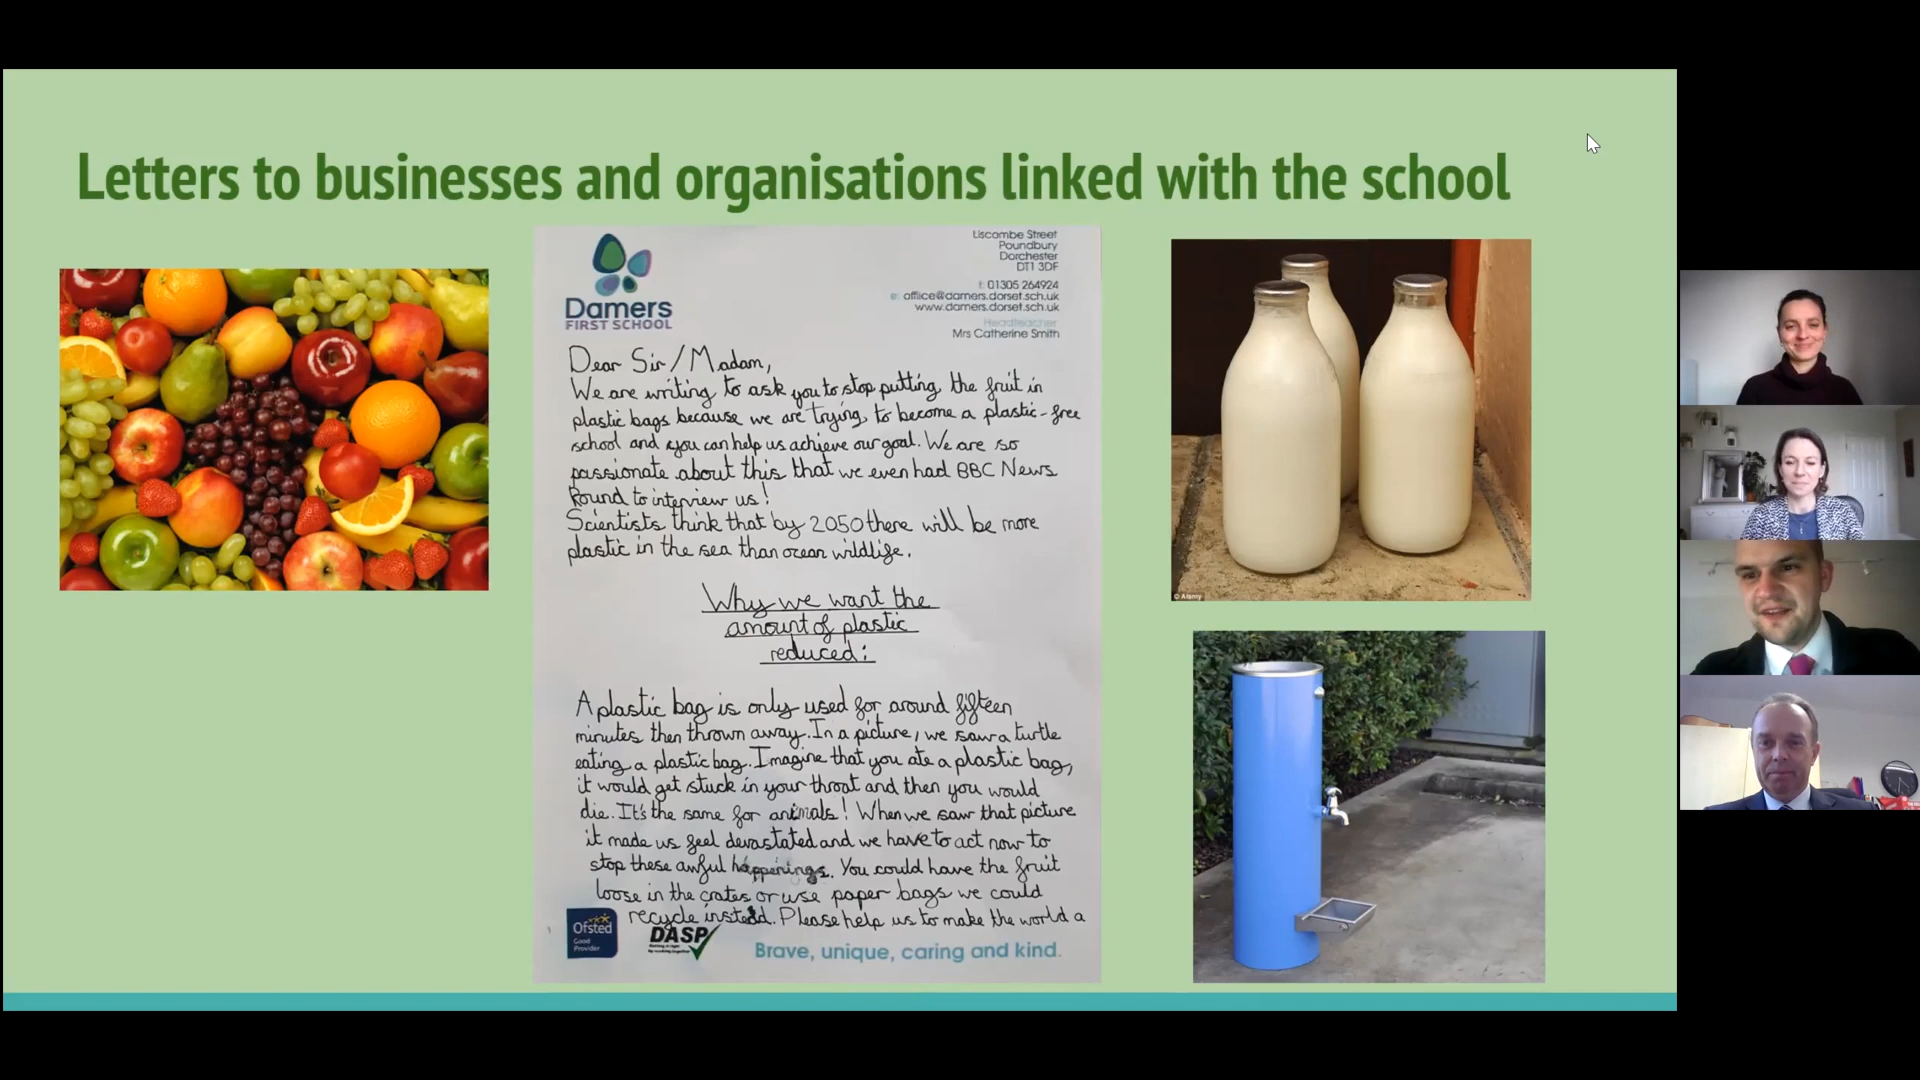 Letters to businesses and organisations linked with the school
Damers
FIRST SCHOOL
Liscombe Street
Poundbury
Dorchester
DT1 3DF
t: 01305 264924
e: office@damers.dorset.sch.uk
www.damers.dorset.sch.uk
Headteacher
Mrs Catherine Smith
Dear Sir/Madam,
We are writing to ask you to stop putting the fruit in
plastic bags because we are trying to become a plastic-free
school and you can help us achieve our goal. We are so
passionate about this that we even had BBC News
Round to interview us!
Scientists think that by 2050 there will be more
plastic in the sea than ocean wildlife.
Why we want the
amount of plastic
reduced:
A plastic bag is only used for around fifteen
minutes then thrown away. In a picture, we saw a turtle
eating a plastic bag. Imagine that you ate a plastic bag,
it would get stuck in your throat and then you would
die. It's the same for animals! When we saw that picture
it made us feel devastated and we have to act now to
stop these awful happenings. You could have the fruit
loose in the crates or use paper bags we could
recycle instead. Please help us to make the world a
Ofsted
Good
Provider
DASP
Brave, unique, caring and kind.
© Alamy